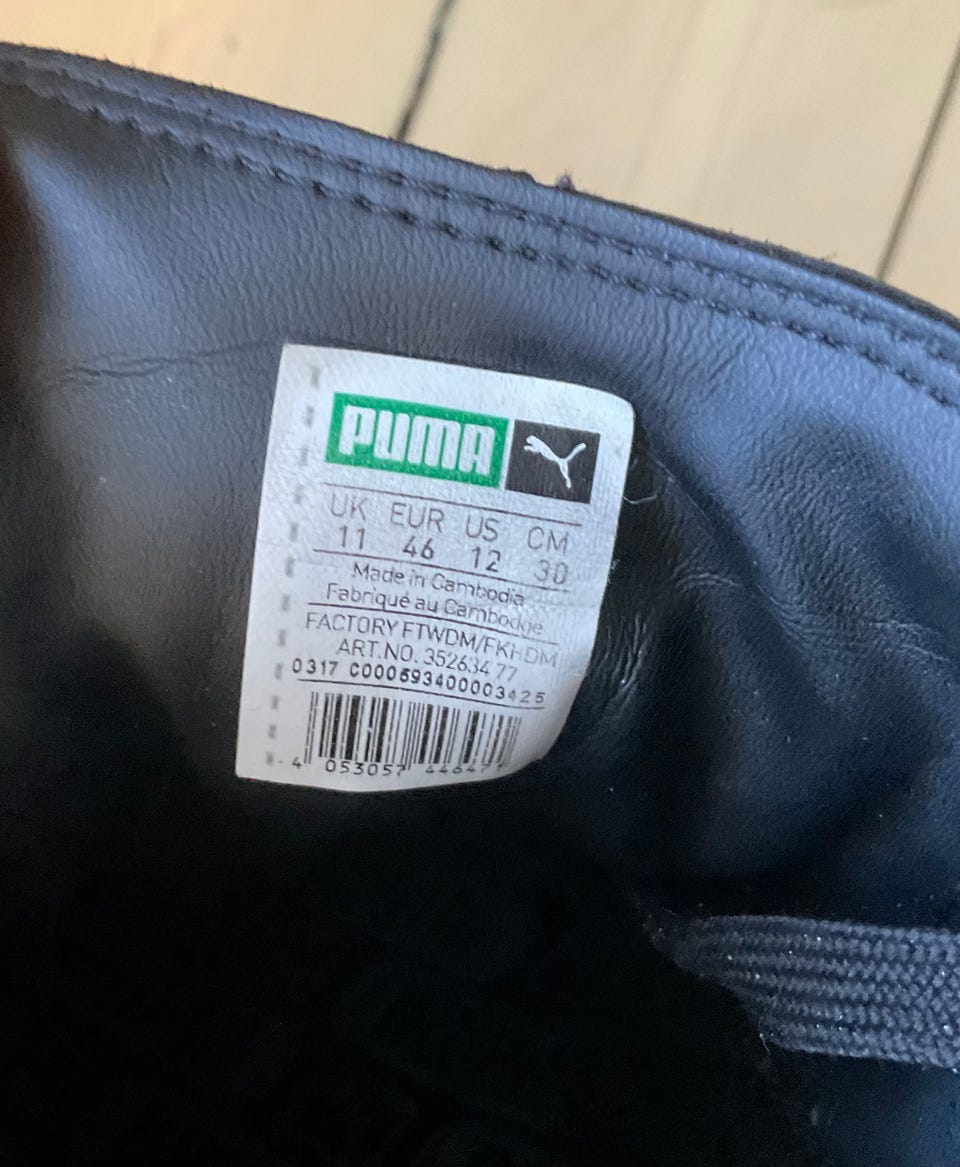 PUMA
UK EUR US CM
11 46 12 30
Made in Cambodia
Fabriqué au Cambodge
FACTORY FTWDM/FKHDM
ART.NO. 352634 77
0317 C000693400003425
4 053057 446471